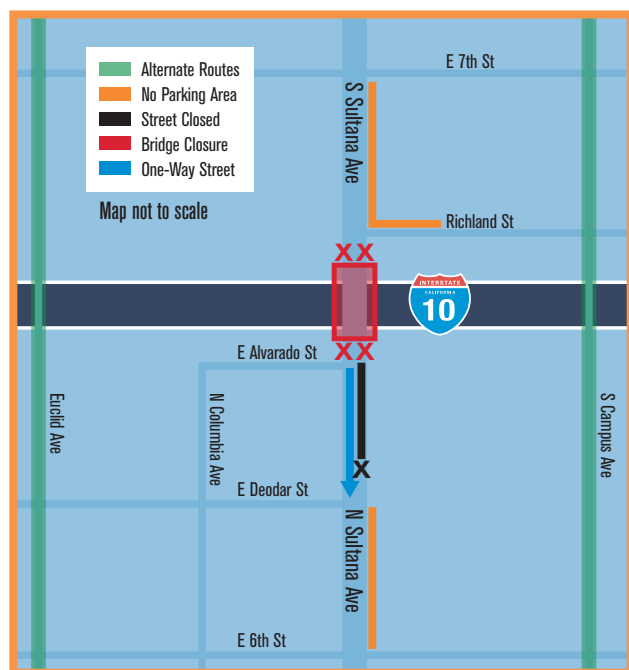 E 7th St
Alternate Routes
No Parking Area
Street Closed
Bridge Closure
One-Way Street
Map not to scale
S Sultana Ave
Richland St
XX
INTERSTATE
CALIFORNIA
10
XX
E Alvarado St
Euclid Ave
N Columbia Ave
S Campus Ave
X
E Deodar St
N Sultana Ave
E 6th St